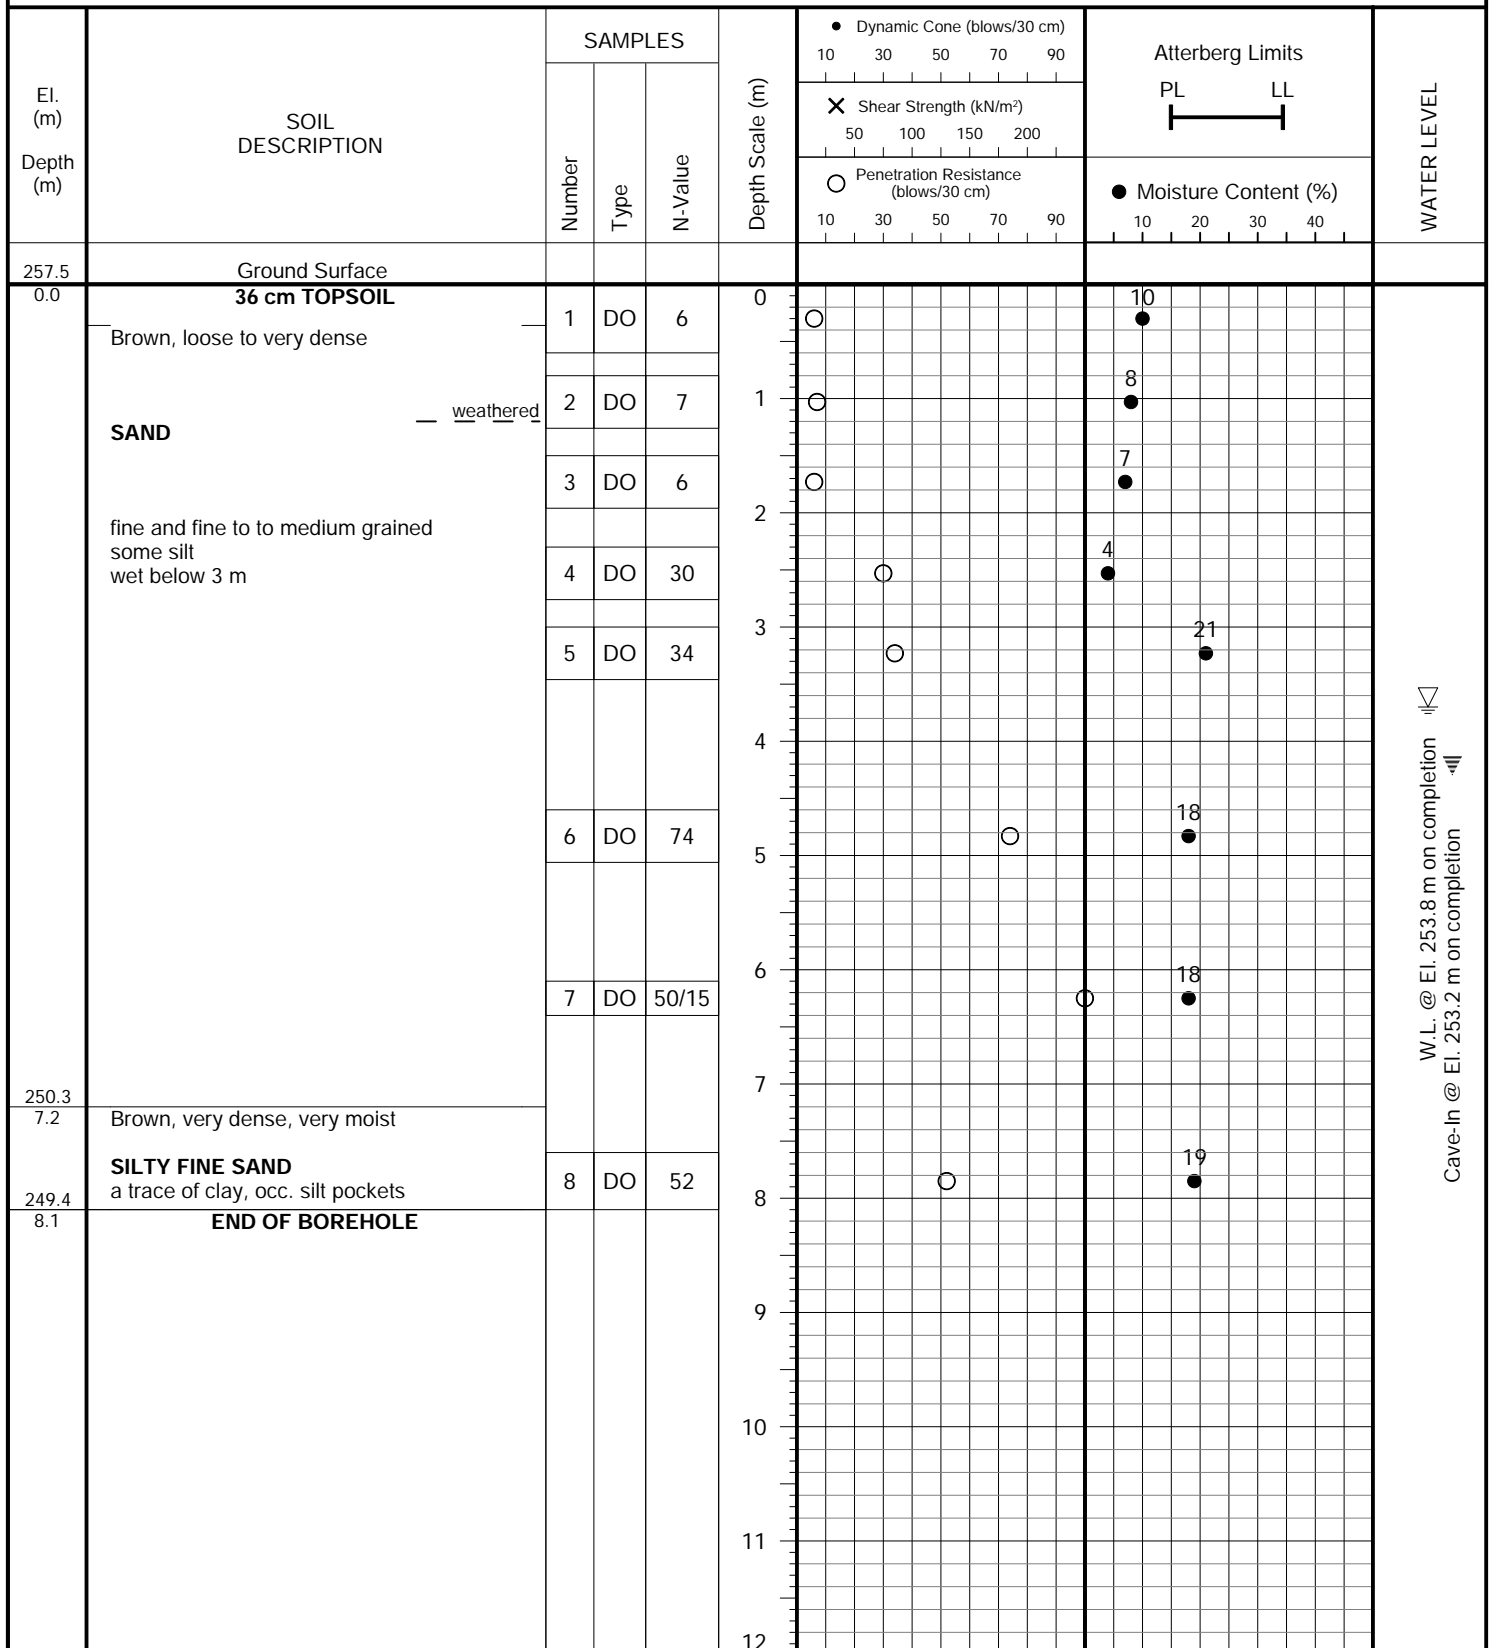 El.
(m)
Depth
(m)
SOIL
DESCRIPTION
SAMPLES
Number
Type
N-Value
Depth Scale (m)
Dynamic Cone (blows/30 cm)
10 30 50 70 90
Shear Strength (kN/m²)
50 100 150 200
Penetration Resistance
(blows/30 cm)
10 30 50 70 90
Atterberg Limits
PL LL
Moisture Content (%)
10 20 30 40
WATER LEVEL
257.5 Ground Surface
0.0 36 cm TOPSOIL 0 10
1 DO 6
Brown, loose to very dense
8
weathered 2 DO 7 1
SAND
7
3 DO 6
2
fine and fine to to medium grained
some silt 4
wet below 3 m 4 DO 30
3 21
5 DO 34
4
18
6 DO 74
5
6 18
7 DO 50/15
7
250.3
7.2 Brown, very dense, very moist
19
SILTY FINE SAND
a trace of clay, occ. silt pockets 8 DO 52
249.4 8
8.1 END OF BOREHOLE
9
10
11
12
W.L. @ El. 253.8 m on completion
Cave-In @ El. 253.2 m on completion